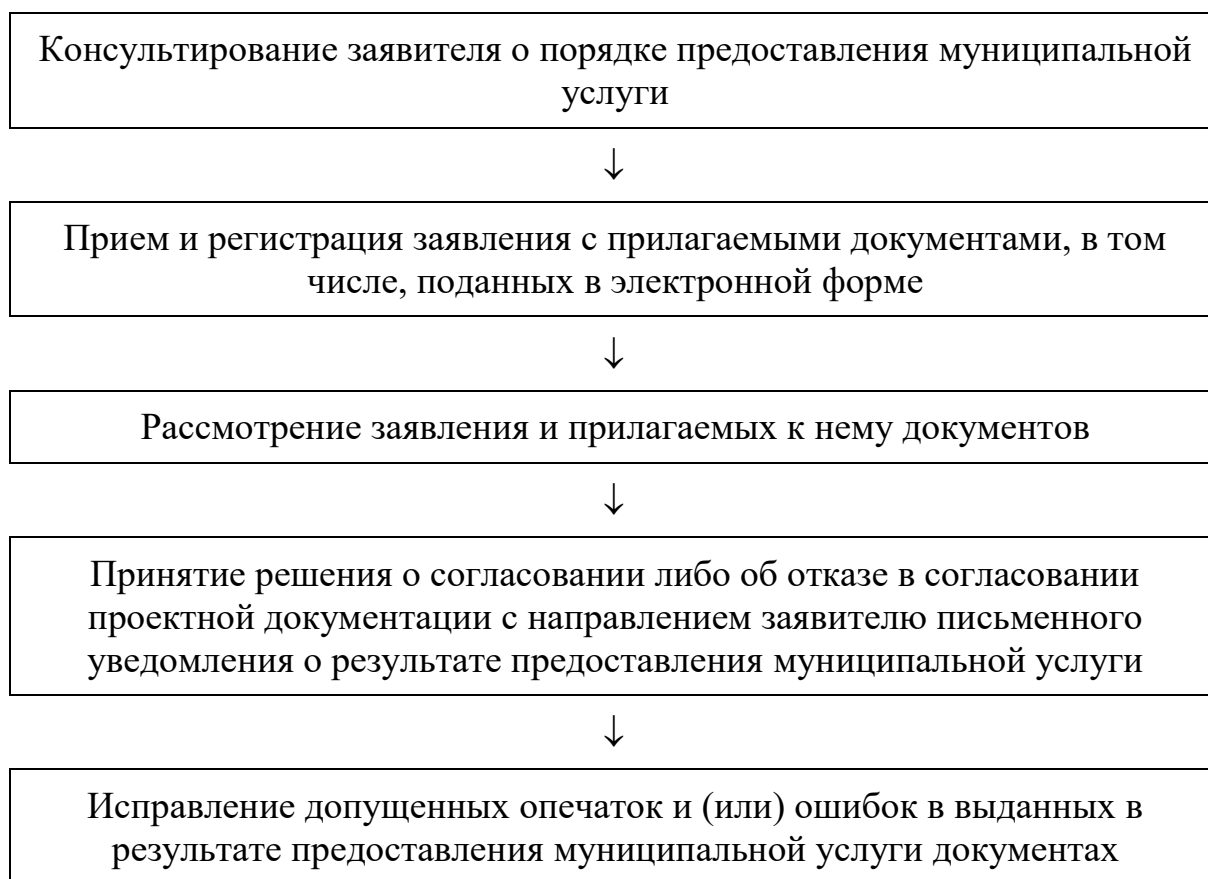 Консультирование заявителя о порядке предоставления муниципальной
услуги
↓
Прием и регистрация заявления с прилагаемыми документами, в том
числе, поданных в электронной форме
↓
Рассмотрение заявления и прилагаемых к нему документов
↓
Принятие решения о согласовании либо об отказе в согласовании
проектной документации с направлением заявителю письменного
уведомления о результате предоставления муниципальной услуги
↓
Исправление допущенных опечаток и (или) ошибок в выданных в
результате предоставления муниципальной услуги документах